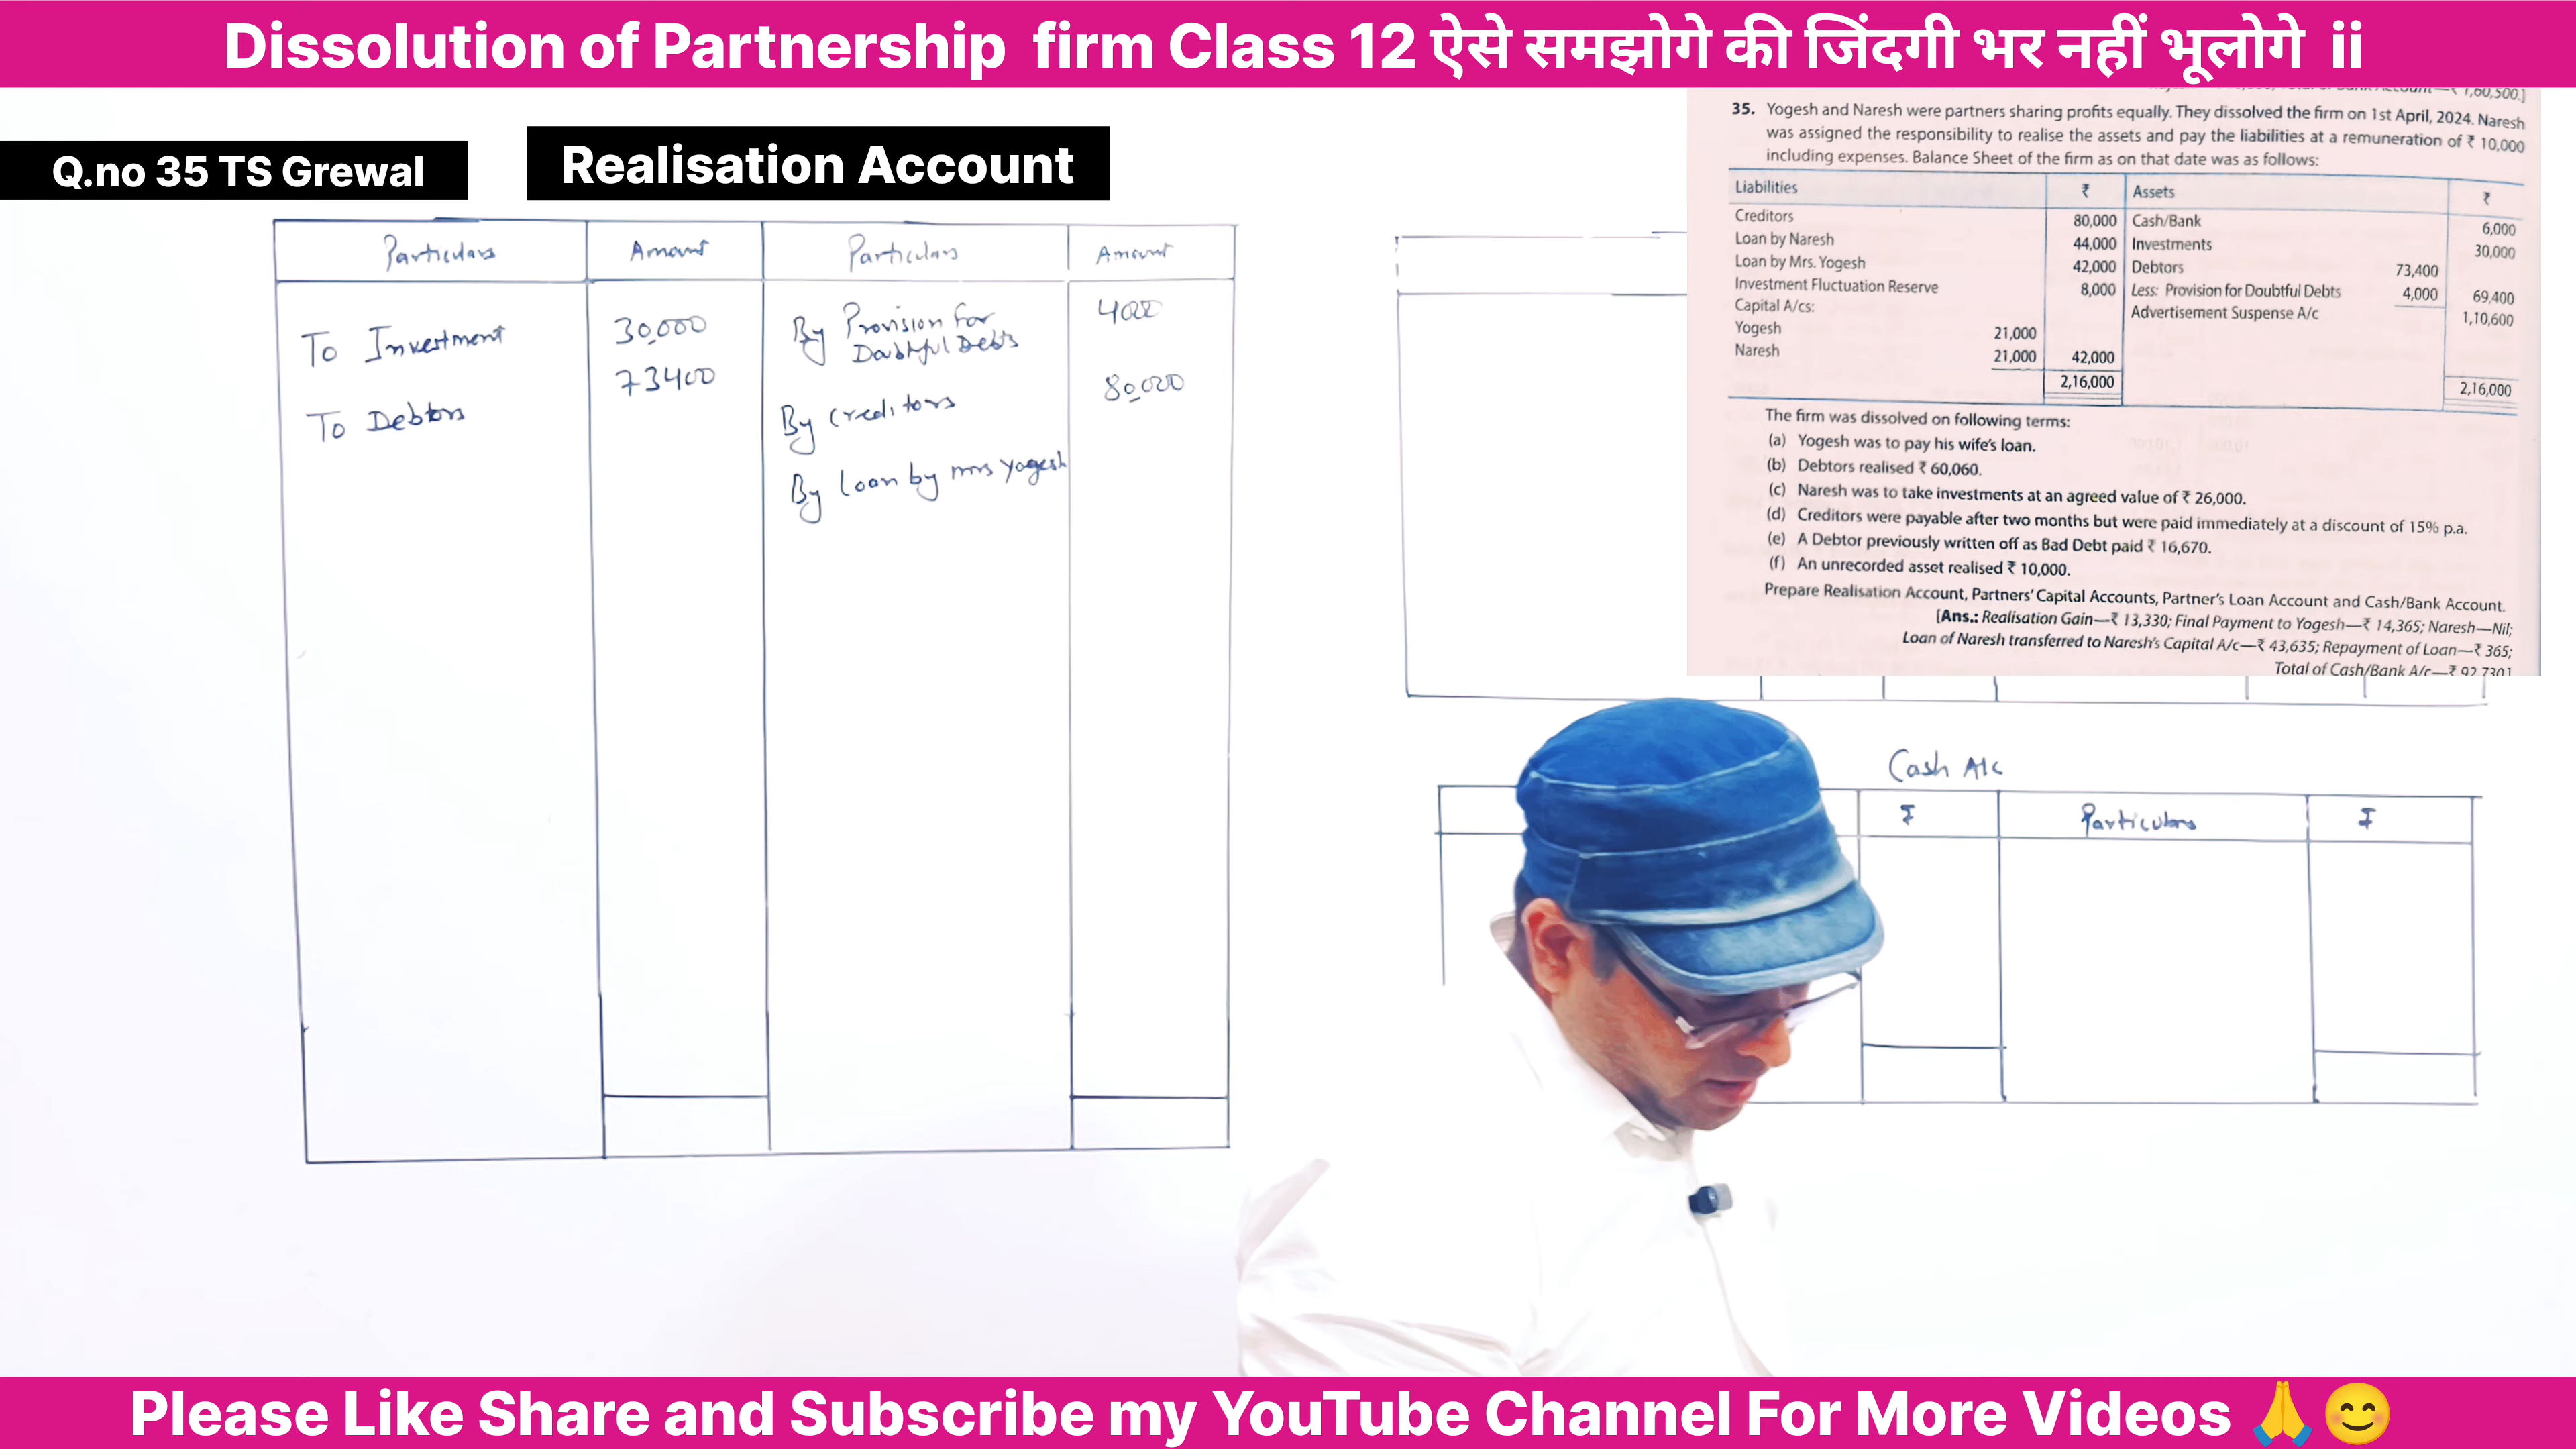 Dissolution of Partnership firm Class 12 ऐसे समझोगे की जिंदगी भर नहीं भूलोगे ii
Q.no 35 TS Grewal
Realisation Account
Particulars Amount Particulars Amount
To Investment 30,000 By Provision for Doubtful Debts 4000
To Debtors 73400 By Creditors 80,000
By loan by mrs yogesh
35. Yogesh and Naresh were partners sharing profits equally. They dissolved the firm on 1st April, 2024. Naresh
was assigned the responsibility to realise the assets and pay the liabilities at a remuneration of ₹ 10,000
including expenses. Balance Sheet of the firm as on that date was as follows:
Liabilities ₹ Assets ₹
Creditors 80,000 Cash/Bank 6,000
Loan by Naresh 44,000 Investments 30,000
Loan by Mrs. Yogesh 42,000 Debtors 73,400
Investment Fluctuation Reserve 8,000 Less: Provision for Doubtful Debts 4,000 69,400
Capital A/cs: Advertisement Suspense A/c 1,10,600
Yogesh 21,000
Naresh 21,000 42,000
2,16,000 2,16,000
The firm was dissolved on following terms:
(a) Yogesh was to pay his wife's loan.
(b) Debtors realised ₹ 60,060.
(c) Naresh was to take investments at an agreed value of ₹ 26,000.
(d) Creditors were payable after two months but were paid immediately at a discount of 15% p.a.
(e) A Debtor previously written off as Bad Debt paid ₹ 16,670.
(f) An unrecorded asset realised ₹ 10,000.
Prepare Realisation Account, Partners' Capital Accounts, Partner's Loan Account and Cash/Bank Account.
[Ans.: Realisation Gain—₹ 13,330; Final Payment to Yogesh—₹ 14,365; Naresh—Nil;
Loan of Naresh transferred to Naresh's Capital A/c—₹ 43,635; Repayment of Loan—₹ 365;
Total of Cash/Bank A/c—₹ 92,730]
Cash A/c
₹ Particulars ₹
Please Like Share and Subscribe my YouTube Channel For More Videos 🙏😊